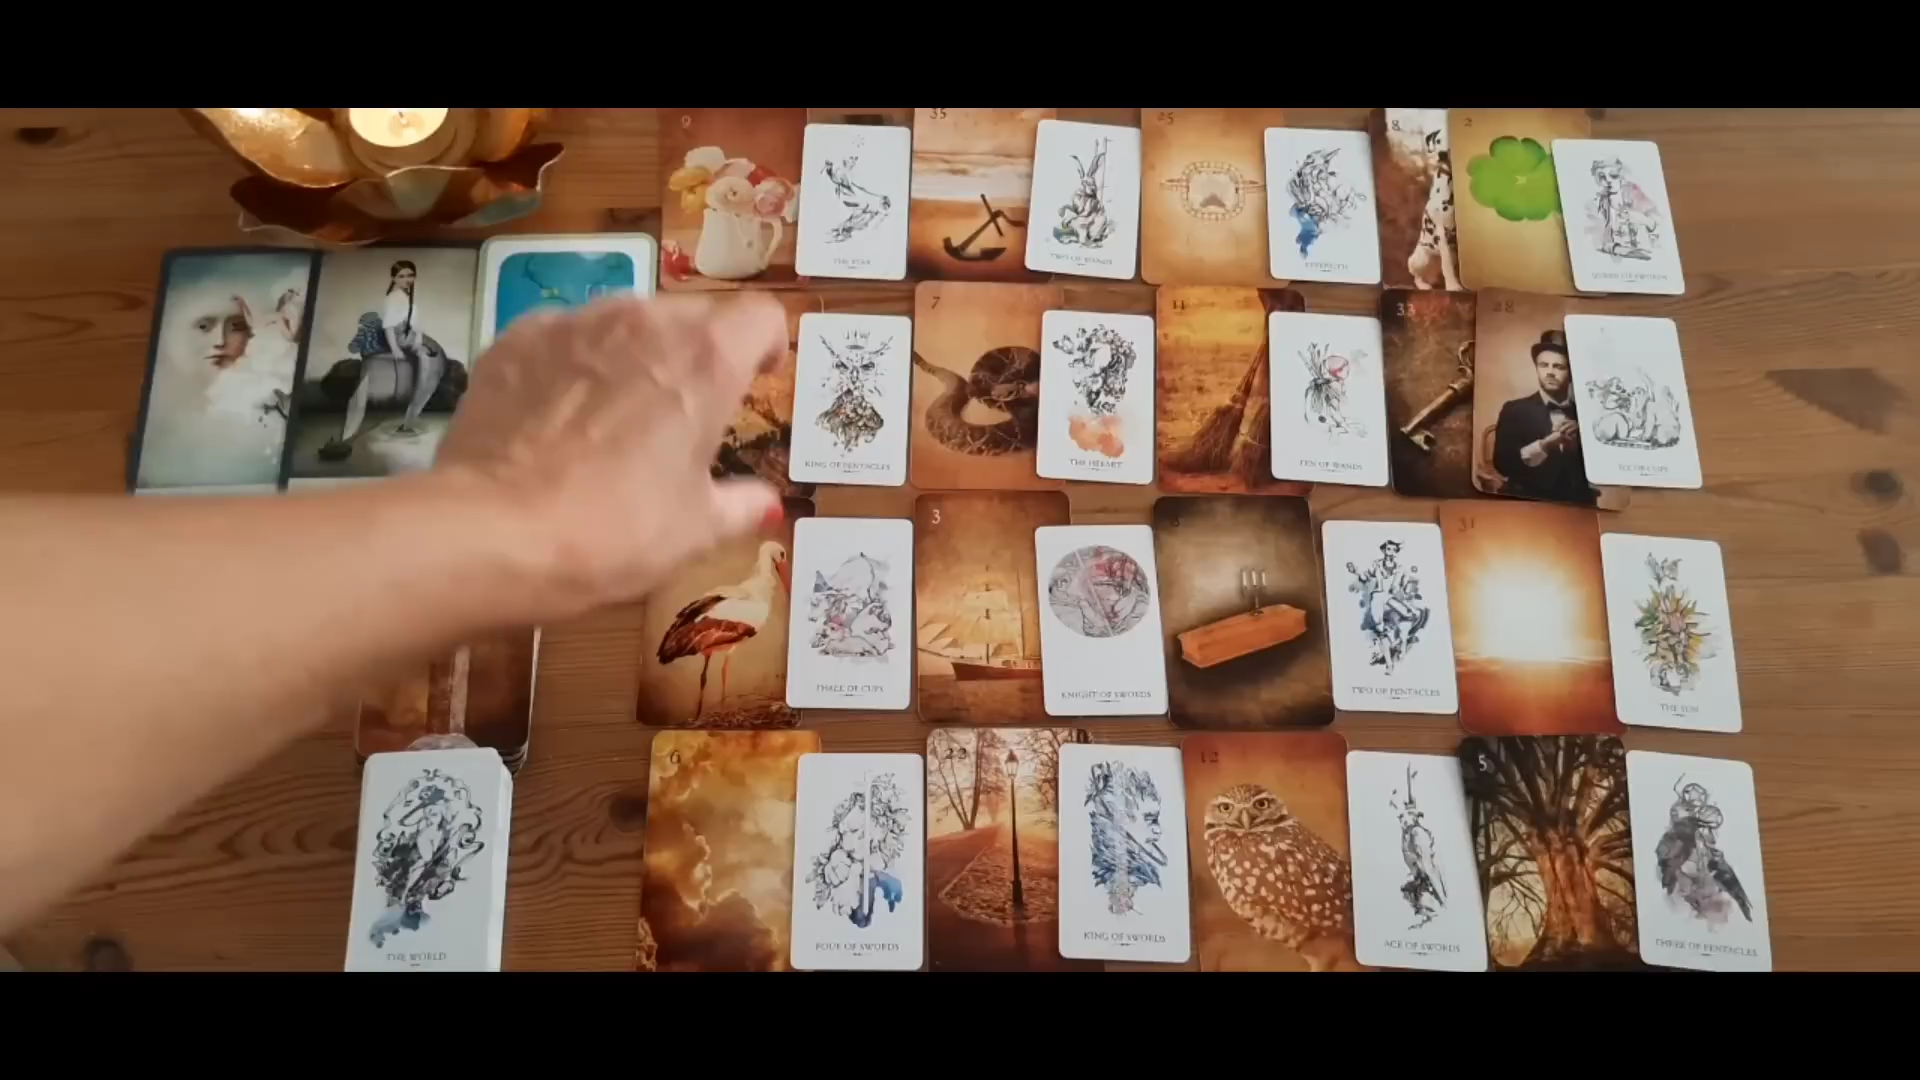 9
35
25
8
2
THE STAR
TWO OF WANDS
STRENGTH
QUEEN OF SWORDS
7
11
33
28
KING OF PENTACLES
THE HEART
TEN OF WANDS
SIX OF CUPS
3
8
31
THREE OF CUPS
KNIGHT OF SWORDS
TWO OF PENTACLES
THE SUN
6
22
12
5
FOUR OF SWORDS
KING OF SWORDS
ACE OF SWORDS
THREE OF PENTACLES
THE WORLD